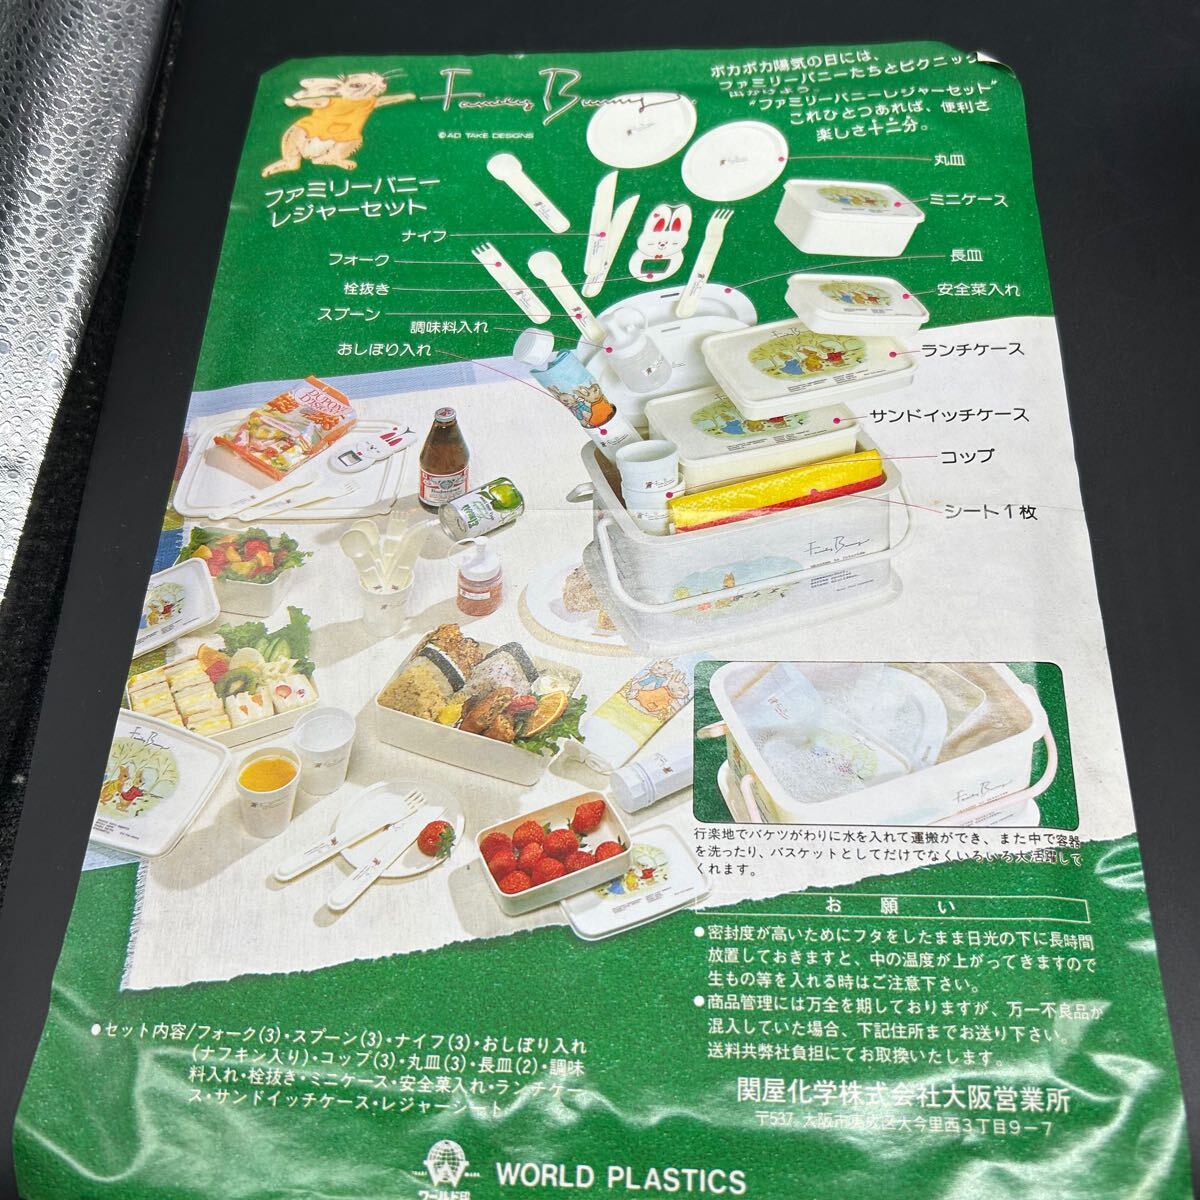 Family Bunny
©AD TAKE DESIGNS
ポカポカ陽気の日には、
ファミリーバニーたちとピクニック
出かけよう。
"ファミリーバニーレジャーセット"
これひとつあれば、便利さ
楽しさ十二分。
ファミリーバニー
レジャーセット
丸皿
ミニケース
ナイフ
フォーク
栓抜き
スプーン
調味料入れ
おしぼり入れ
長皿
安全菜入れ
ランチケース
サンドイッチケース
コップ
シート1枚
Family Bunny
Budweiser
Family Bunny
Family Bunny
行楽地でバケツがわりに水を入れて運搬ができ、また中で容器
を洗ったり、バスケットとしてだけでなくいろいろ大活躍して
くれます。
お願い
●密封度が高いためにフタをしたまま日光の下に長時間
放置しておきますと、中の温度が上がってきますので
生もの等を入れる時はご注意下さい。
●商品管理には万全を期しておりますが、万一不良品が
混入していた場合、下記住所までお送り下さい。
送料共弊社負担にてお取換いたします。
関屋化学株式会社大阪営業所
〒537 大阪市東成区大今里西3丁目9-7
●セット内容/フォーク(3)・スプーン(3)・ナイフ(3)・おしぼり入れ
(ナフキン入り)・コップ(3)・丸皿(3)・長皿(2)・調味
料入れ・栓抜き・ミニケース・安全菜入れ・ランチケー
ス・サンドイッチケース・レジャーシート
TRADE MARK
ワールド印
WORLD PLASTICS